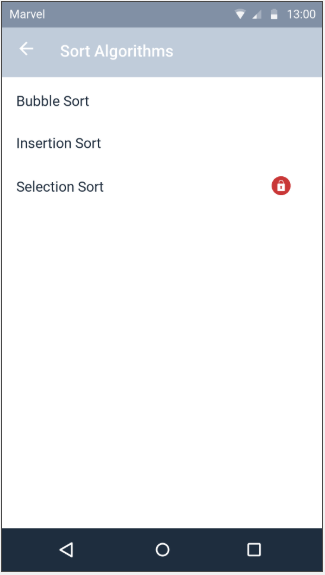 Marvel 13:00
Sort Algorithms
Bubble Sort
Insertion Sort
Selection Sort